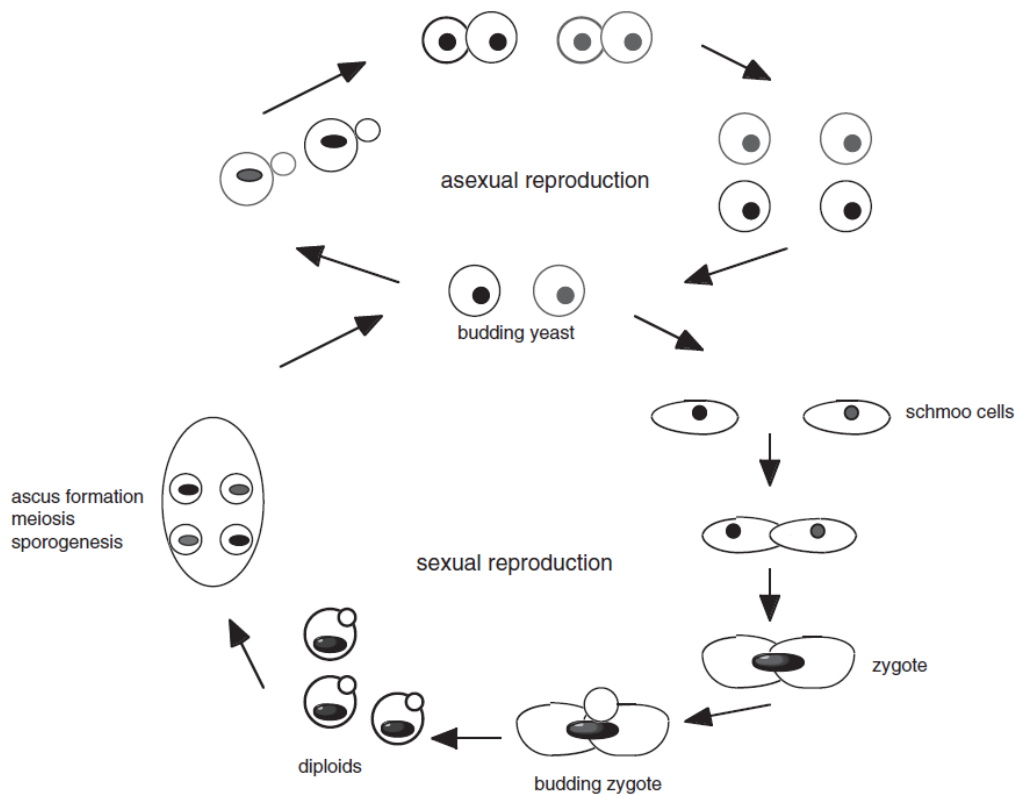 asexual reproduction
budding yeast
schmoo cells
ascus formation
meiosis
sporogenesis
sexual reproduction
zygote
diploids
budding zygote